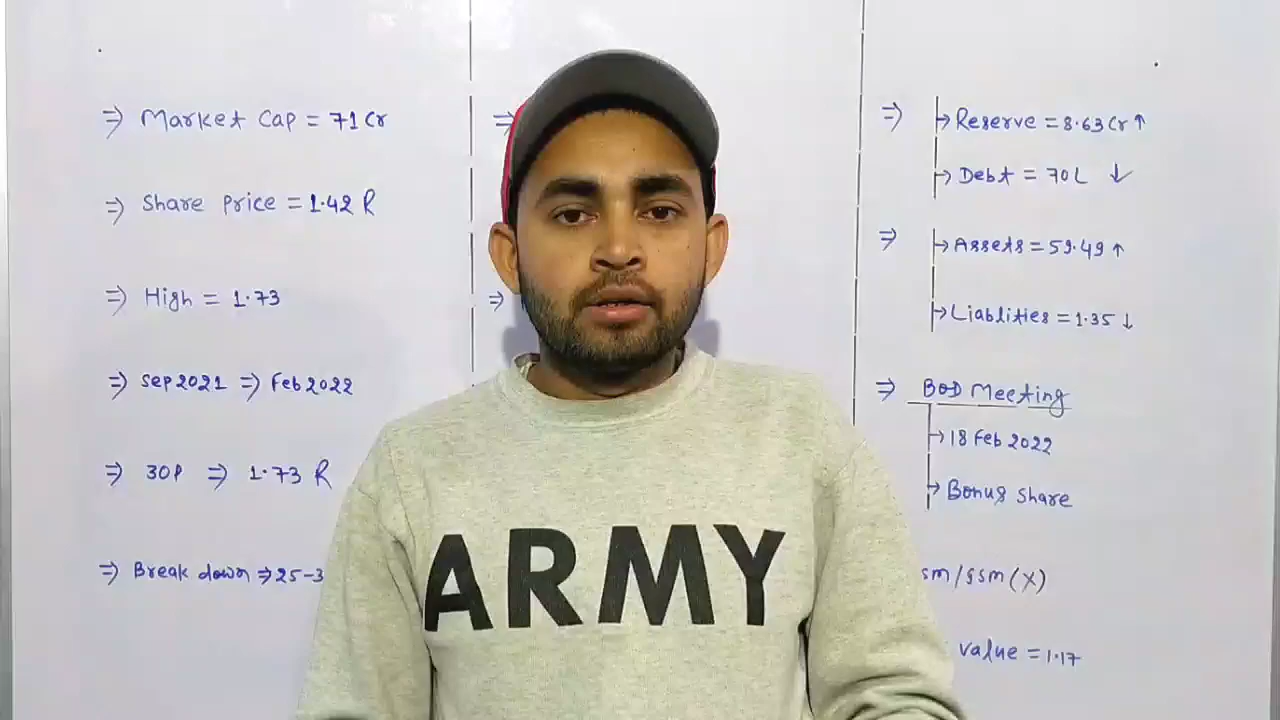 ⇒ Market Cap = 71 Cr
⇒ Share Price = 1.42 R
⇒ High = 1.73
⇒ Sep 2021 ⇒ Feb 2022
⇒ 30P ⇒ 1.73 R
⇒ Break down ⇒ 25-3
⇒
⇒
⇒ → Reserve = 8.63 Cr ↑
→ Debt = 70L ↓
⇒ → Assets = 59.49 ↑
→ Liablities = 1.35 ↓
⇒ BOD Meeting
→ 18 Feb 2022
→ Bonus Share
sm/gsm (X)
value = 1.17
ARMY